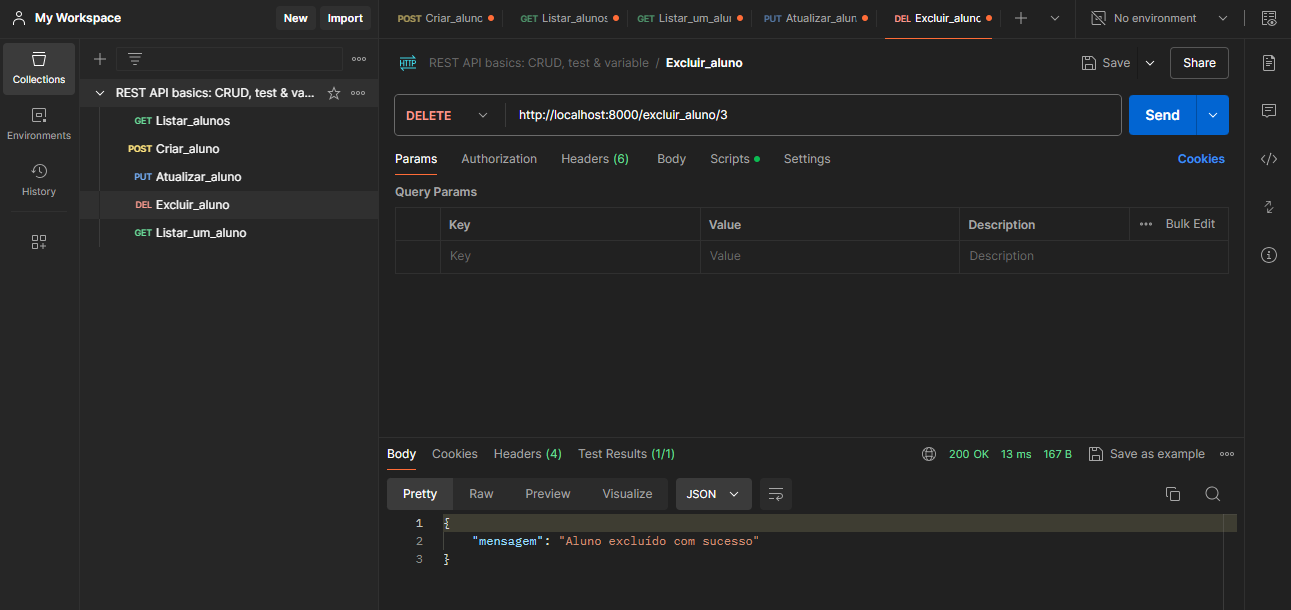 My Workspace
New
Import
POST Criar_alunc
GET Listar_alunos
GET Listar_um_alu
PUT Atualizar_alun
DEL Excluir_alunc
No environment
Collections
Environments
History
REST API basics: CRUD, test & va...
GET Listar_alunos
POST Criar_aluno
PUT Atualizar_aluno
DEL Excluir_aluno
GET Listar_um_aluno
HTTP REST API basics: CRUD, test & variable / Excluir_aluno
Save
Share
DELETE
http://localhost:8000/excluir_aluno/3
Send
Params Authorization Headers (6) Body Scripts Settings
Cookies
Query Params
Key Value Description ••• Bulk Edit
Key Value Description
Body Cookies Headers (4) Test Results (1/1)
200 OK 13 ms 167 B
Save as example
Pretty Raw Preview Visualize JSON
1 {
2 "mensagem": "Aluno excluído com sucesso"
3 }